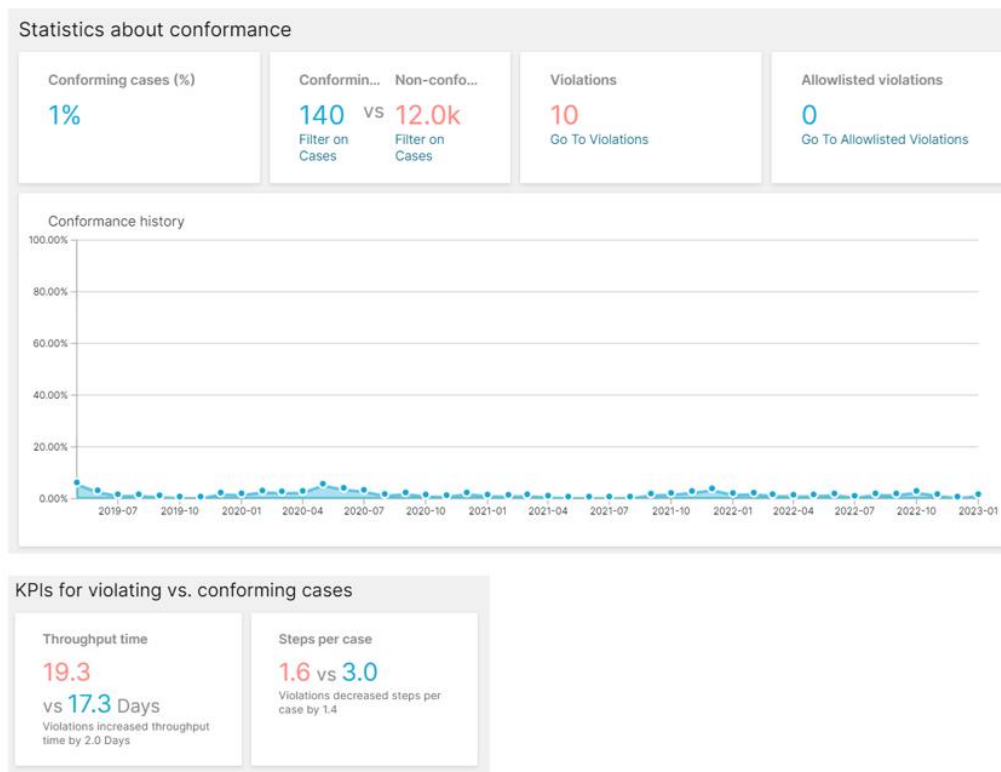 Statistics about conformance
Conforming cases (%)
1%
Conformin... Non-confo...
140 vs 12.0k
Filter on Cases
Filter on Cases
Violations
10
Go To Violations
Allowlisted violations
0
Go To Allowlisted Violations
Conformance history
100.00%
80.00%
60.00%
40.00%
20.00%
0.00%
2019-07 2019-10 2020-01 2020-04 2020-07 2020-10 2021-01 2021-04 2021-07 2021-10 2022-01 2022-04 2022-07 2022-10 2023-01
KPIs for violating vs. conforming cases
Throughput time
19.3
vs 17.3 Days
Violations increased throughput
time by 2.0 Days
Steps per case
1.6 vs 3.0
Violations decreased steps per
case by 1.4